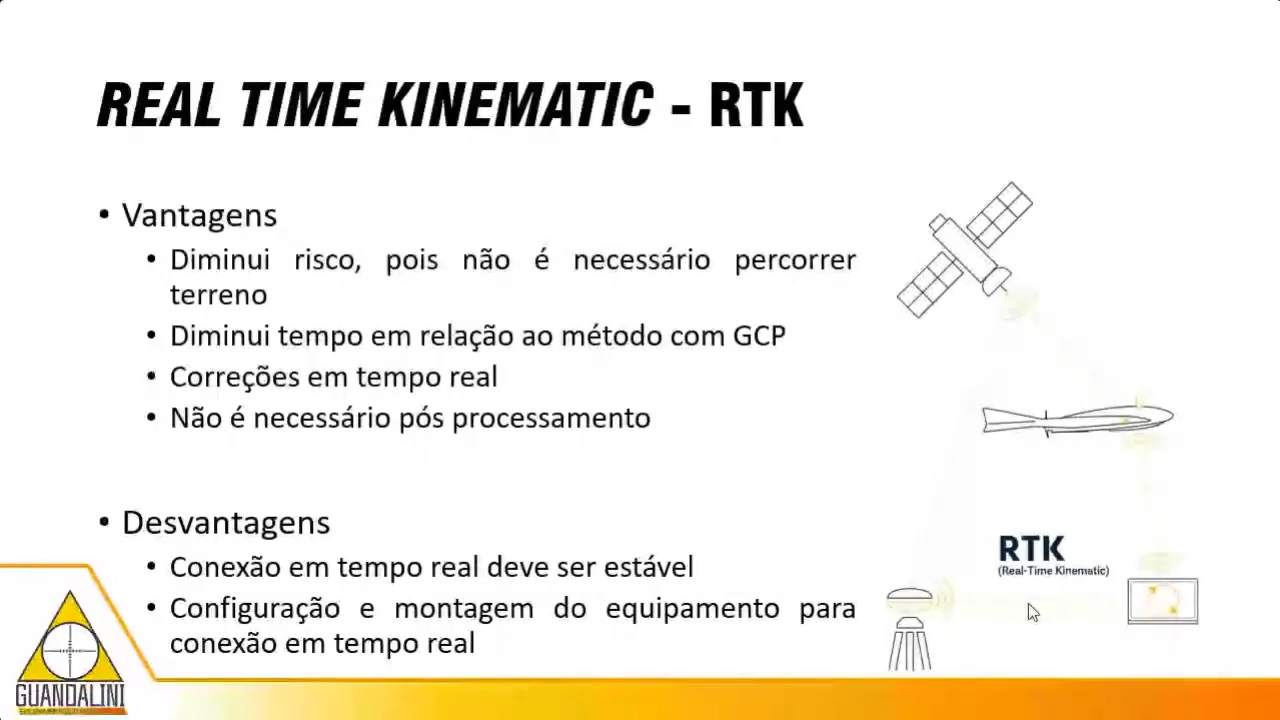 REAL TIME KINEMATIC - RTK
• Vantagens
• Diminui risco, pois não é necessário percorrer
terreno
• Diminui tempo em relação ao método com GCP
• Correções em tempo real
• Não é necessário pós processamento
• Desvantagens
• Conexão em tempo real deve ser estável
• Configuração e montagem do equipamento para
conexão em tempo real
RTK
(Real-Time Kinematic)
GUANDALINI